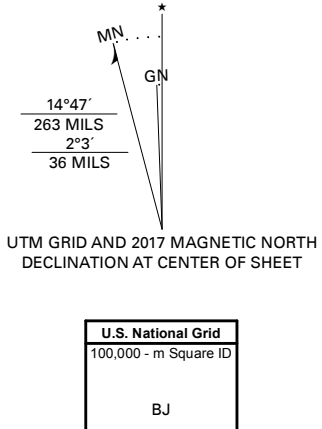 ★
MN
GN
14°47´
263 MILS
2°3´
36 MILS
UTM GRID AND 2017 MAGNETIC NORTH
DECLINATION AT CENTER OF SHEET
U.S. National Grid
100,000 - m Square ID
BJ